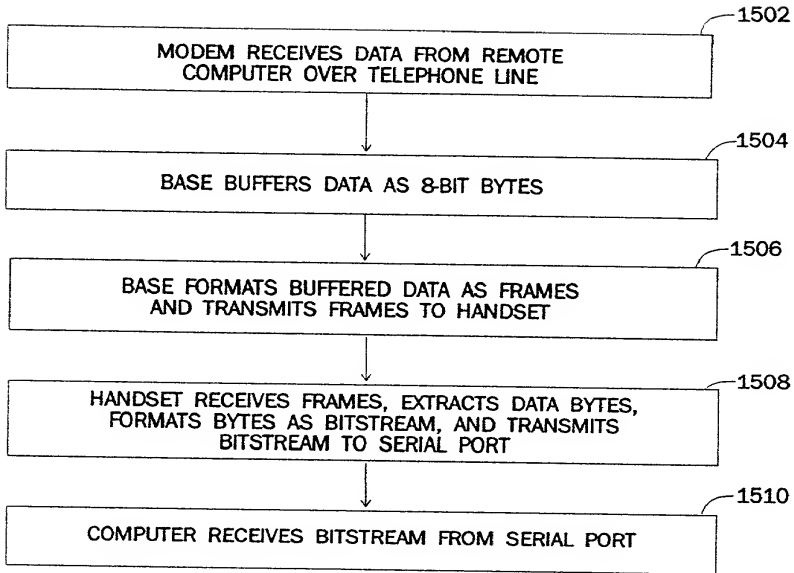 1502
MODEM RECEIVES DATA FROM REMOTE
COMPUTER OVER TELEPHONE LINE
1504
BASE BUFFERS DATA AS 8-BIT BYTES
1506
BASE FORMATS BUFFERED DATA AS FRAMES
AND TRANSMITS FRAMES TO HANDSET
1508
HANDSET RECEIVES FRAMES, EXTRACTS DATA BYTES,
FORMATS BYTES AS BITSTREAM, AND TRANSMITS
BITSTREAM TO SERIAL PORT
1510
COMPUTER RECEIVES BITSTREAM FROM SERIAL PORT